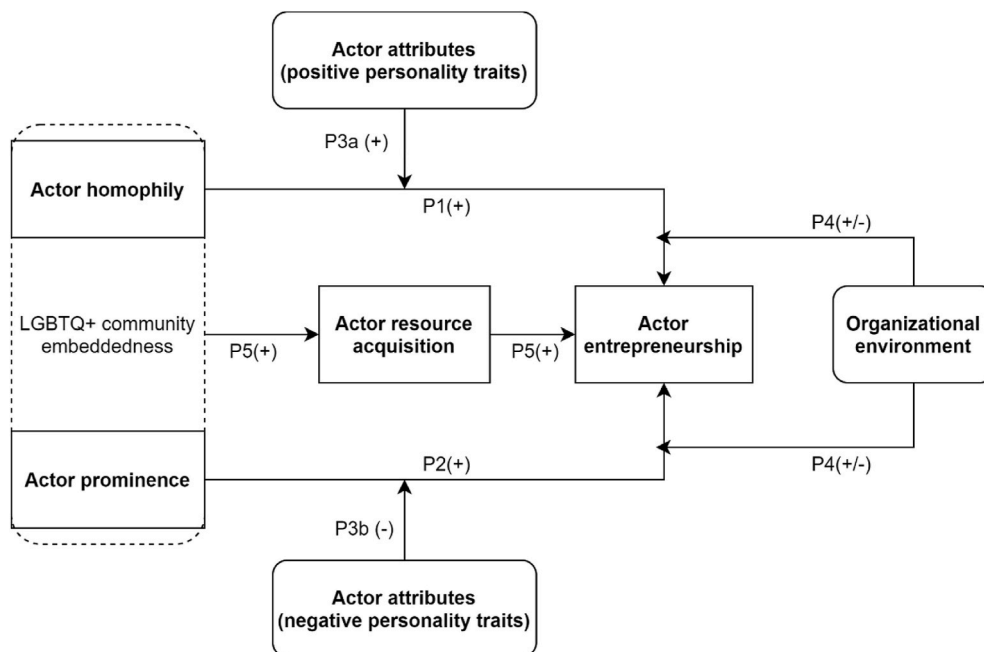 Actor attributes
(positive personality traits)
P3a (+)
Actor homophily
P1(+)
P4(+/-)
LGBTQ+ community
embeddedness
P5(+)
Actor resource
acquisition
P5(+)
Actor
entrepreneurship
Organizational
environment
Actor prominence
P2(+)
P4(+/-)
P3b (-)
Actor attributes
(negative personality traits)